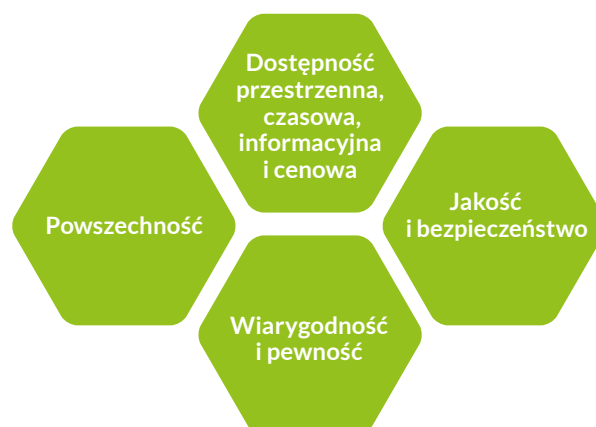 Dostępność
przestrzenna,
czasowa,
informacyjna
i cenowa
Powszechność
Jakość
i bezpieczeństwo
Wiarygodność
i pewność